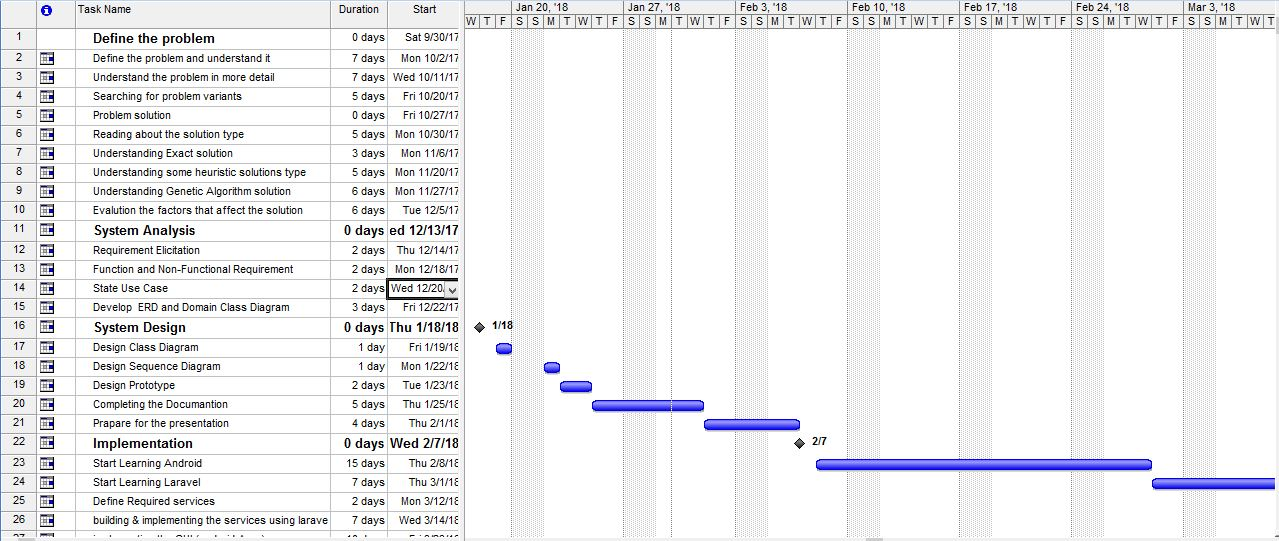 Task Name Duration Start Jan 20, '18 Jan 27, '18 Feb 3, '18 Feb 10, '18 Feb 17, '18 Feb 24, '18 Mar 3, '18
W T F S S M T W T F S S M T W T F S S M T W T F S S M T W T F S S M T W T F S S M T W T F S S M T W T
1 Define the problem 0 days Sat 9/30/17
2 Define the problem and understand it 7 days Mon 10/2/17
3 Understand the problem in more detail 7 days Wed 10/11/17
4 Searching for problem variants 5 days Fri 10/20/17
5 Problem solution 0 days Fri 10/27/17
6 Reading about the solution type 5 days Mon 10/30/17
7 Understanding Exact solution 3 days Mon 11/6/17
8 Understanding some heuristic solutions type 5 days Mon 11/20/17
9 Understanding Genetic Algorithm solution 6 days Mon 11/27/17
10 Evalution the factors that affect the solution 6 days Tue 12/5/17
11 System Analysis 0 days ed 12/13/17
12 Requirement Elicitation 2 days Thu 12/14/17
13 Function and Non-Functional Requirement 2 days Mon 12/18/17
14 State Use Case 2 days Wed 12/20/
15 Develop ERD and Domain Class Diagram 3 days Fri 12/22/17
16 System Design 0 days Thu 1/18/18 1/18
17 Design Class Diagram 1 day Fri 1/19/18
18 Design Sequence Diagram 1 day Mon 1/22/18
19 Design Prototype 2 days Tue 1/23/18
20 Completing the Documantion 5 days Thu 1/25/18
21 Prapare for the presentation 4 days Thu 2/1/18
22 Implementation 0 days Wed 2/7/18 2/7
23 Start Learning Android 15 days Thu 2/8/18
24 Start Learning Laravel 7 days Thu 3/1/18
25 Define Required services 2 days Mon 3/12/18
26 building & implementing the services using larave 7 days Wed 3/14/18